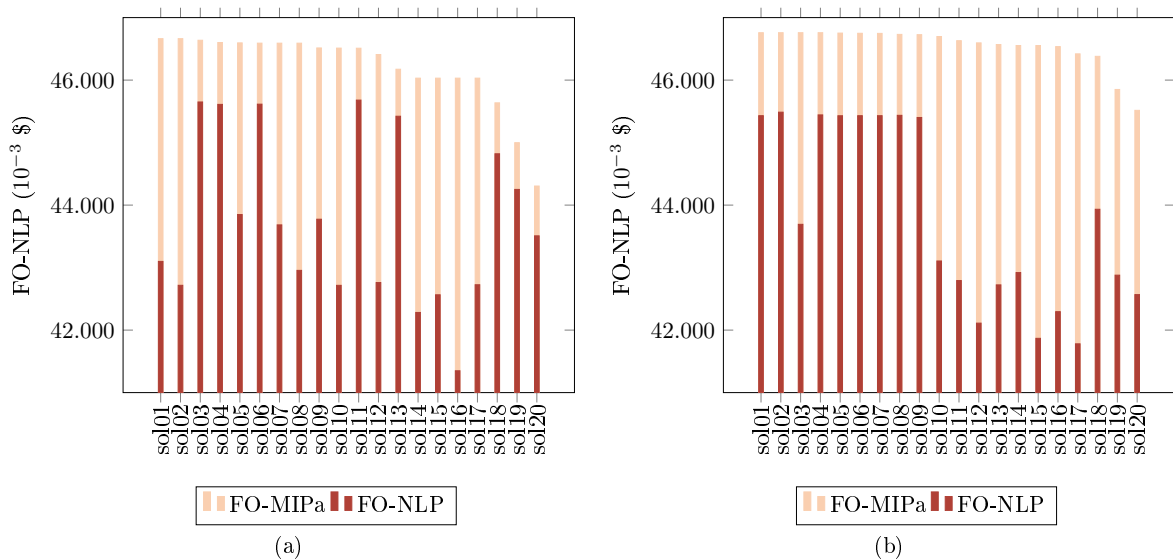 FO-NLP (10−3 $)
46.000
44.000
42.000
sol01
sol02
sol03
sol04
sol05
sol06
sol07
sol08
sol09
sol10
sol11
sol12
sol13
sol14
sol15
sol16
sol17
sol18
sol19
sol20
FO-MIPa FO-NLP
(a)
FO-NLP (10−3 $)
46.000
44.000
42.000
sol01
sol02
sol03
sol04
sol05
sol06
sol07
sol08
sol09
sol10
sol11
sol12
sol13
sol14
sol15
sol16
sol17
sol18
sol19
sol20
FO-MIPa FO-NLP
(b)